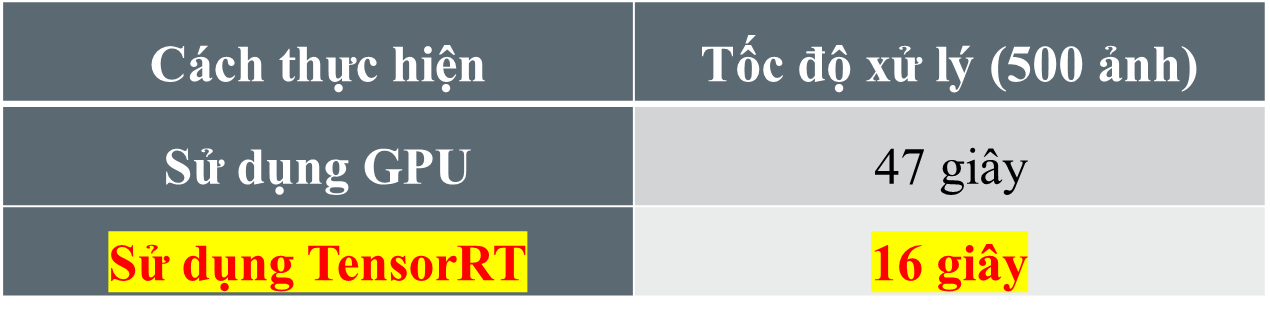 Cách thực hiện
Tốc độ xử lý (500 ảnh)
Sử dụng GPU
47 giây
Sử dụng TensorRT
16 giây